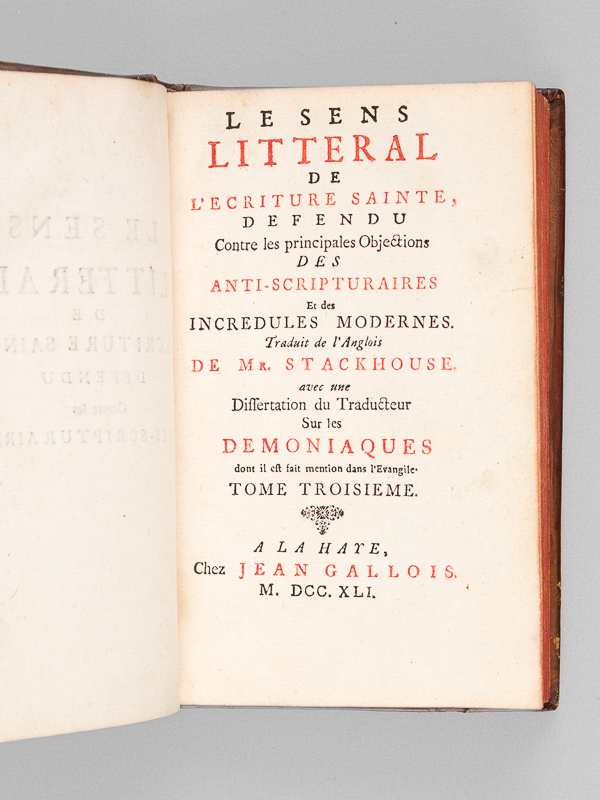 LE SENS
LITTERAL
DE
L'ECRITURE SAINTE,
DEFENDU
Contre les principales Objections
DES
ANTI-SCRIPTURAIRES
Et des
INCREDULES MODERNES.
Traduit de l'Anglois
DE MR. STACKHOUSE.
avec une
Dissertation du Traducteur
Sur les
DEMONIAQUES
dont il est fait mention dans l'Evangile.
TOME TROISIEME.
A LA HAYE,
Chez JEAN GALLOIS.
M. DCC. XLI.